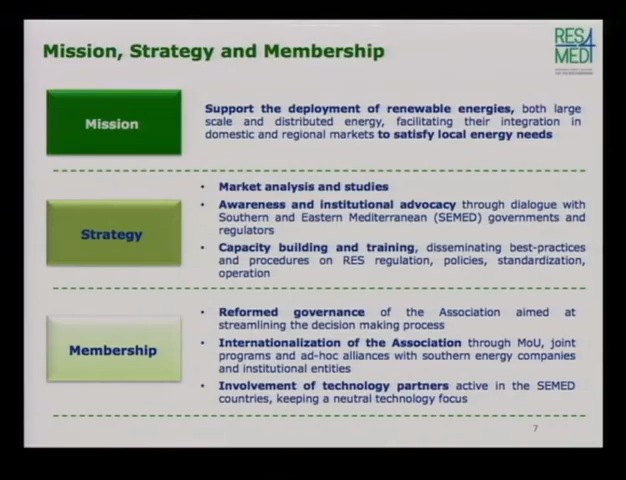 Mission, Strategy and Membership
RES4
MEDI
Mission
Support the deployment of renewable energies, both large
scale and distributed energy, facilitating their integration in
domestic and regional markets to satisfy local energy needs
Strategy
• Market analysis and studies
• Awareness and institutional advocacy through dialogue with
Southern and Eastern Mediterranean (SEMED) governments and
regulators
• Capacity building and training, disseminating best-practices
and procedures on RES regulation, policies, standardization,
operation
Membership
• Reformed governance of the Association aimed at
streamlining the decision making process
• Internationalization of the Association through MoU, joint
programs and ad-hoc alliances with southern energy companies
and institutional entities
• Involvement of technology partners active in the SEMED
countries, keeping a neutral technology focus
7